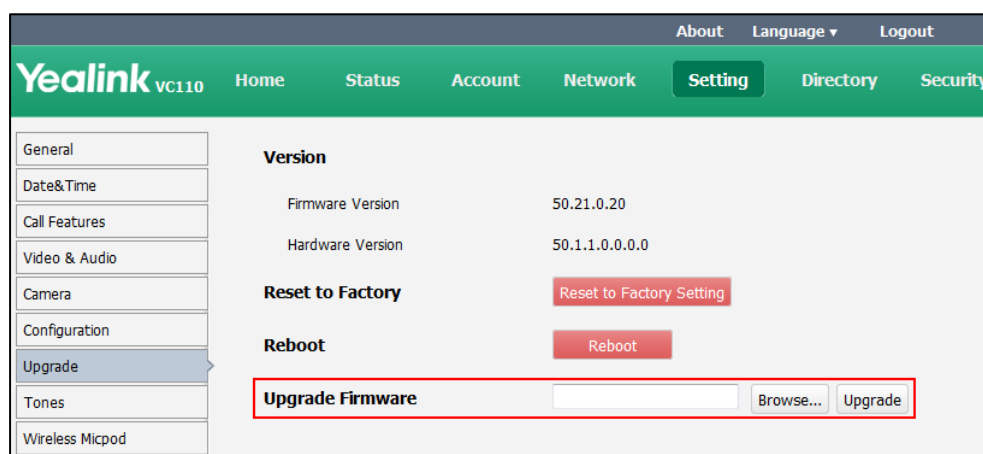 About Language ▾ Logout
Yealink VC110 Home Status Account Network Setting Directory Security
General
Date&Time
Call Features
Video & Audio
Camera
Configuration
Upgrade
Tones
Wireless Micpod
Version
Firmware Version 50.21.0.20
Hardware Version 50.1.1.0.0.0.0
Reset to Factory Reset to Factory Setting
Reboot Reboot
Upgrade Firmware Browse... Upgrade